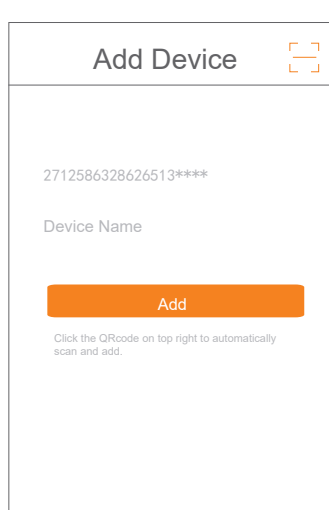 Add Device
2712586328626513****
Device Name
Add
Click the QRcode on top right to automatically
scan and add.